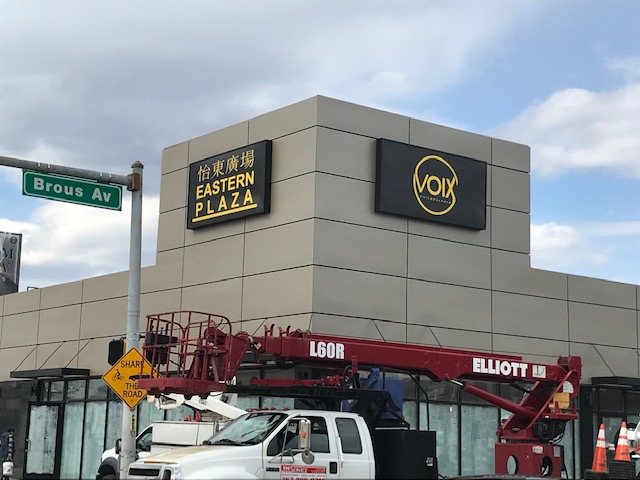 Brous Av
怡東廣場
EASTERN
PLAZA
VOIX
SHARE
THE
ROAD
L60R
ELLIOTT